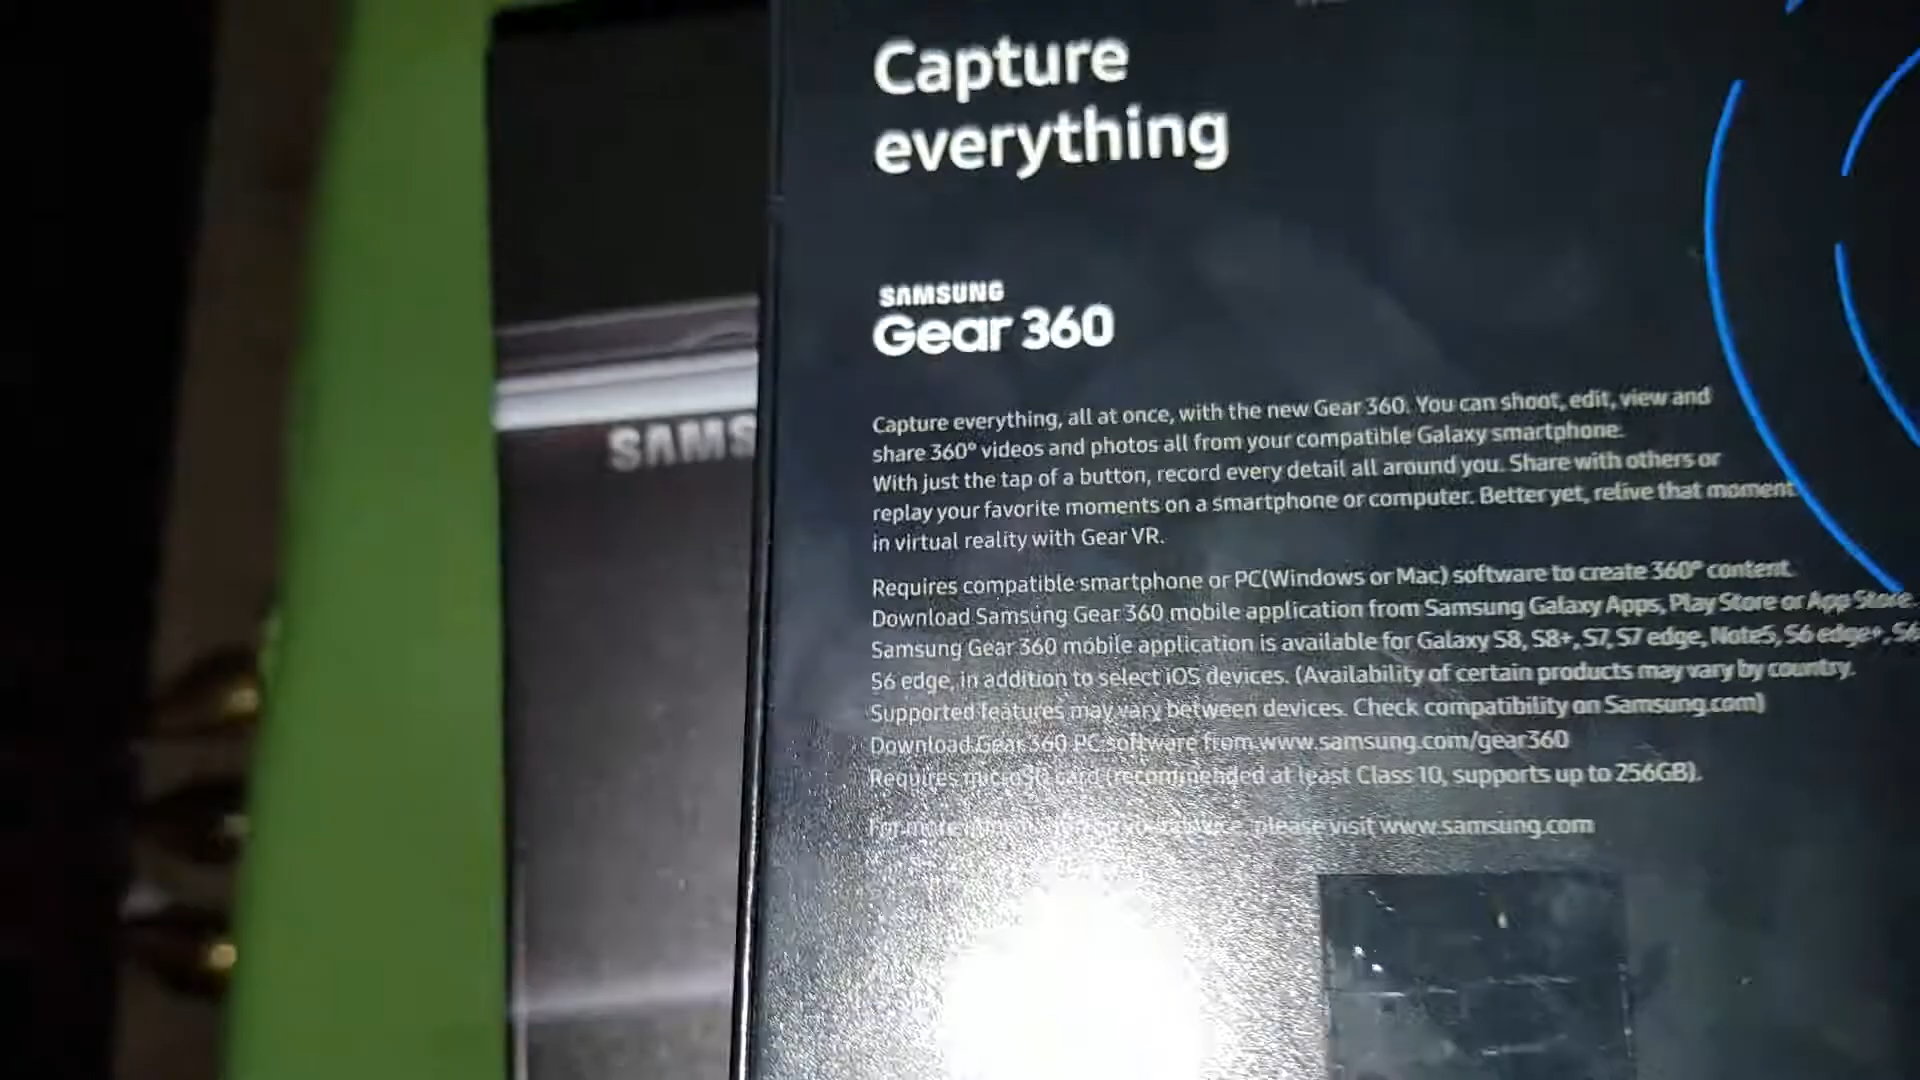 Capture
everything
SAMSUNG
Gear 360
SAMS
Capture everything, all at once, with the new Gear 360. You can shoot, edit, view and
share 360° videos and photos all from your compatible Galaxy smartphone.
With just the tap of a button, record every detail all around you. Share with others or
replay your favorite moments on a smartphone or computer. Better yet, relive that moment
in virtual reality with Gear VR.
Requires compatible smartphone or PC(Windows or Mac) software to create 360° content.
Download Samsung Gear 360 mobile application from Samsung Galaxy Apps, Play Store or App Store.
Samsung Gear 360 mobile application is available for Galaxy S8, S8+, S7, S7 edge, Note5, S6 edge+, S6
S6 edge, in addition to select iOS devices. (Availability of certain products may vary by country.
Supported features may vary between devices. Check compatibility on Samsung.com)
Download Gear 360 PC software from www.samsung.com/gear360
Requires microSD card (recommended at least Class 10, supports up to 256GB).
For more please visit www.samsung.com